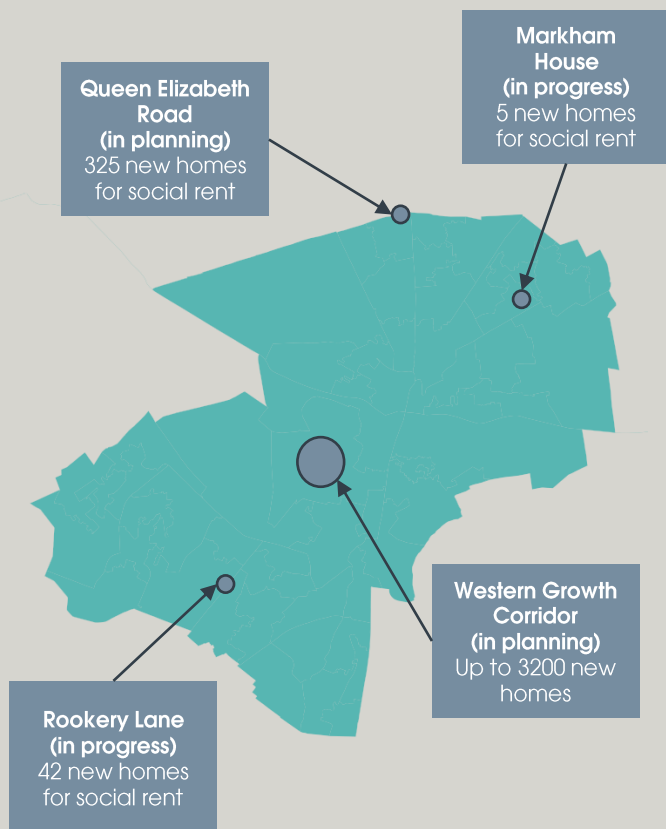 Markham
House
(in progress)
5 new homes
for social rent
Queen Elizabeth
Road
(in planning)
325 new homes
for social rent
Western Growth
Corridor
(in planning)
Up to 3200 new
homes
Rookery Lane
(in progress)
42 new homes
for social rent